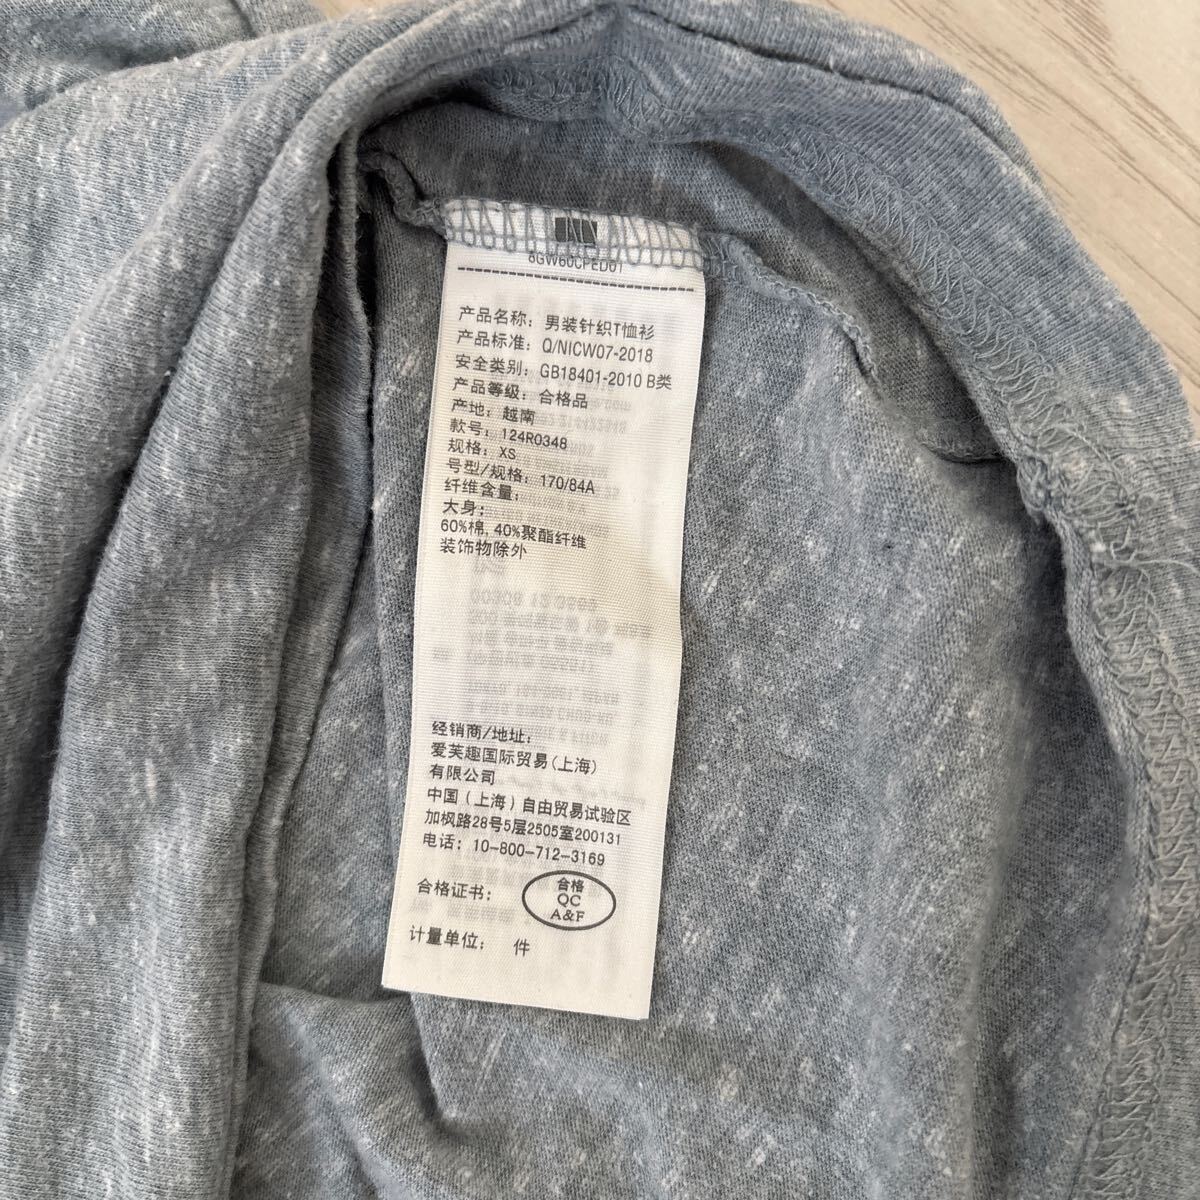 产品名称: 男装针织T恤衫
产品标准: Q/NICW07-2018
安全类别: GB18401-2010 B类
产品等级: 合格品
产地: 越南
款号: 124R0348
规格: XS
号型/规格: 170/84A
纤维含量:
大身:
60%棉, 40%聚酯纤维
装饰物除外
经销商/地址:
爱芙趣国际贸易(上海)
有限公司
中国(上海)自由贸易试验区
加枫路28号5层2505室200131
电话: 10-800-712-3169
合格证书: 合格
QC
A&F
计量单位: 件